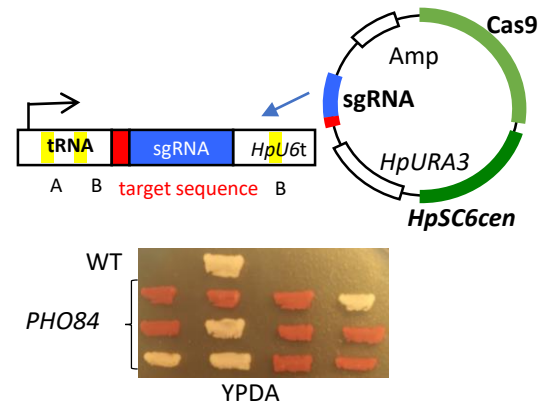 Cas9
Amp
sgRNA
HpURA3
HpSC6cen
tRNA
sgRNA
HpU6t
A
B
target sequence
B
WT
PHO84
YPDA